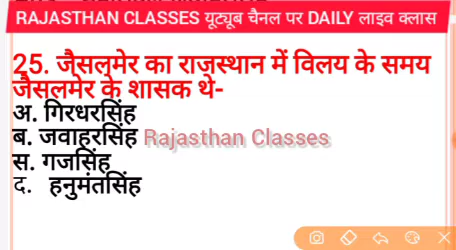 RAJASTHAN CLASSES यूट्यूब चैनल पर DAILY लाइव क्लास
25. जैसलमेर का राजस्थान में विलय के समय
जैसलमेर के शासक थे-
अ. गिरधरसिंह
ब. जवाहरसिंह Rajasthan Classes
स. गजसिंह
द. हनुमंतसिंह